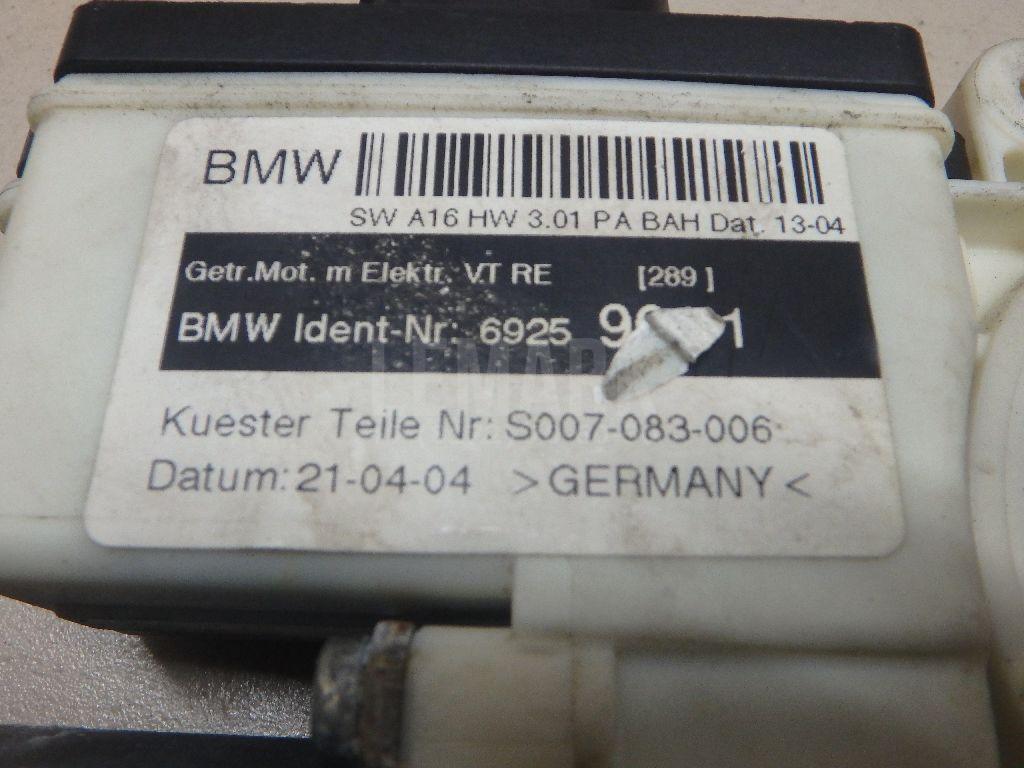 BMW
SW A16 HW 3.01 PA BAH Dat. 13-04
Getr.Mot. m Elektr. VT RE [289]
BMW Ident-Nr: 6925
Kuester Teile Nr: S007-083-006
Datum: 21-04-04 >GERMANY<